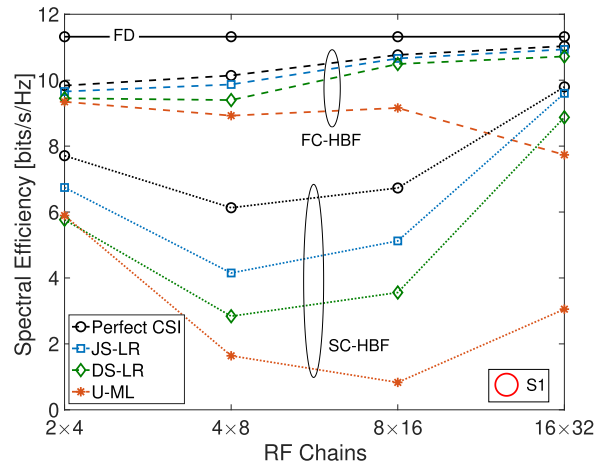 12
10
8
6
4
2
0
Spectral Efficiency [bits/s/Hz]
FD
FC-HBF
SC-HBF
Perfect CSI
JS-LR
DS-LR
U-ML
S1
2×4
4×8
8×16
16×32
RF Chains